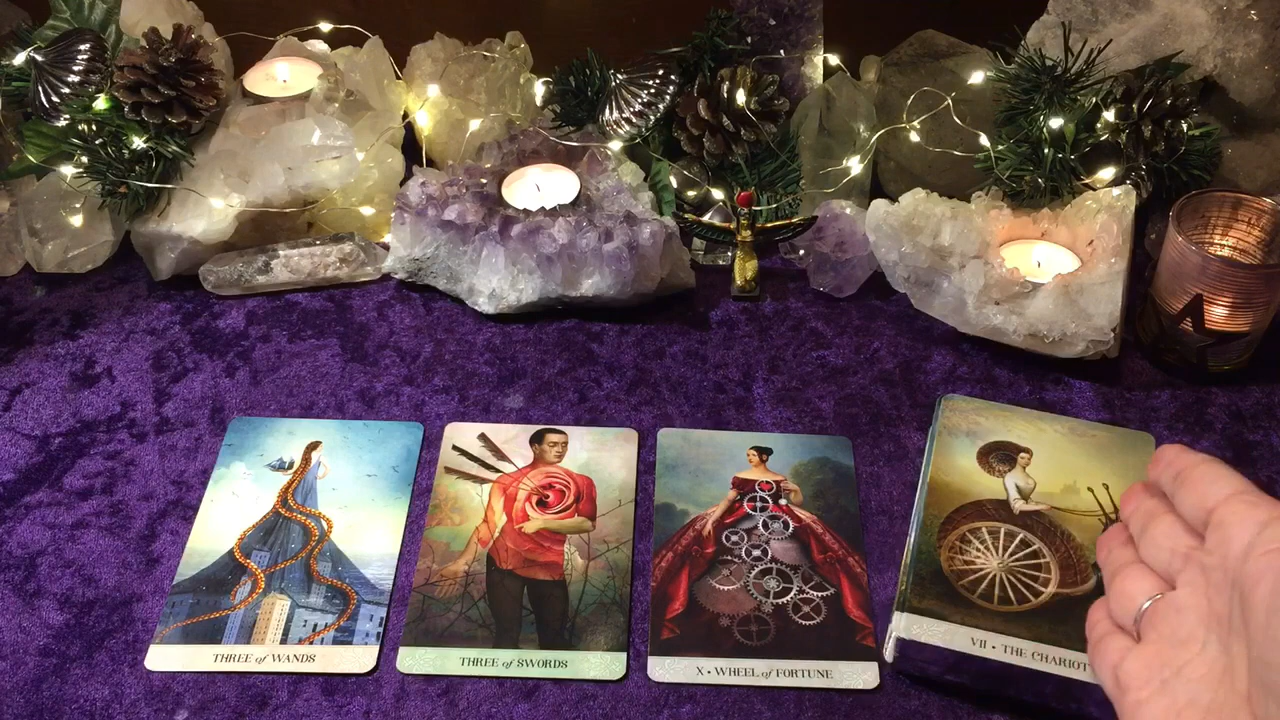 THREE of WANDS
THREE of SWORDS
X • WHEEL of FORTUNE
VII • THE CHARIOT